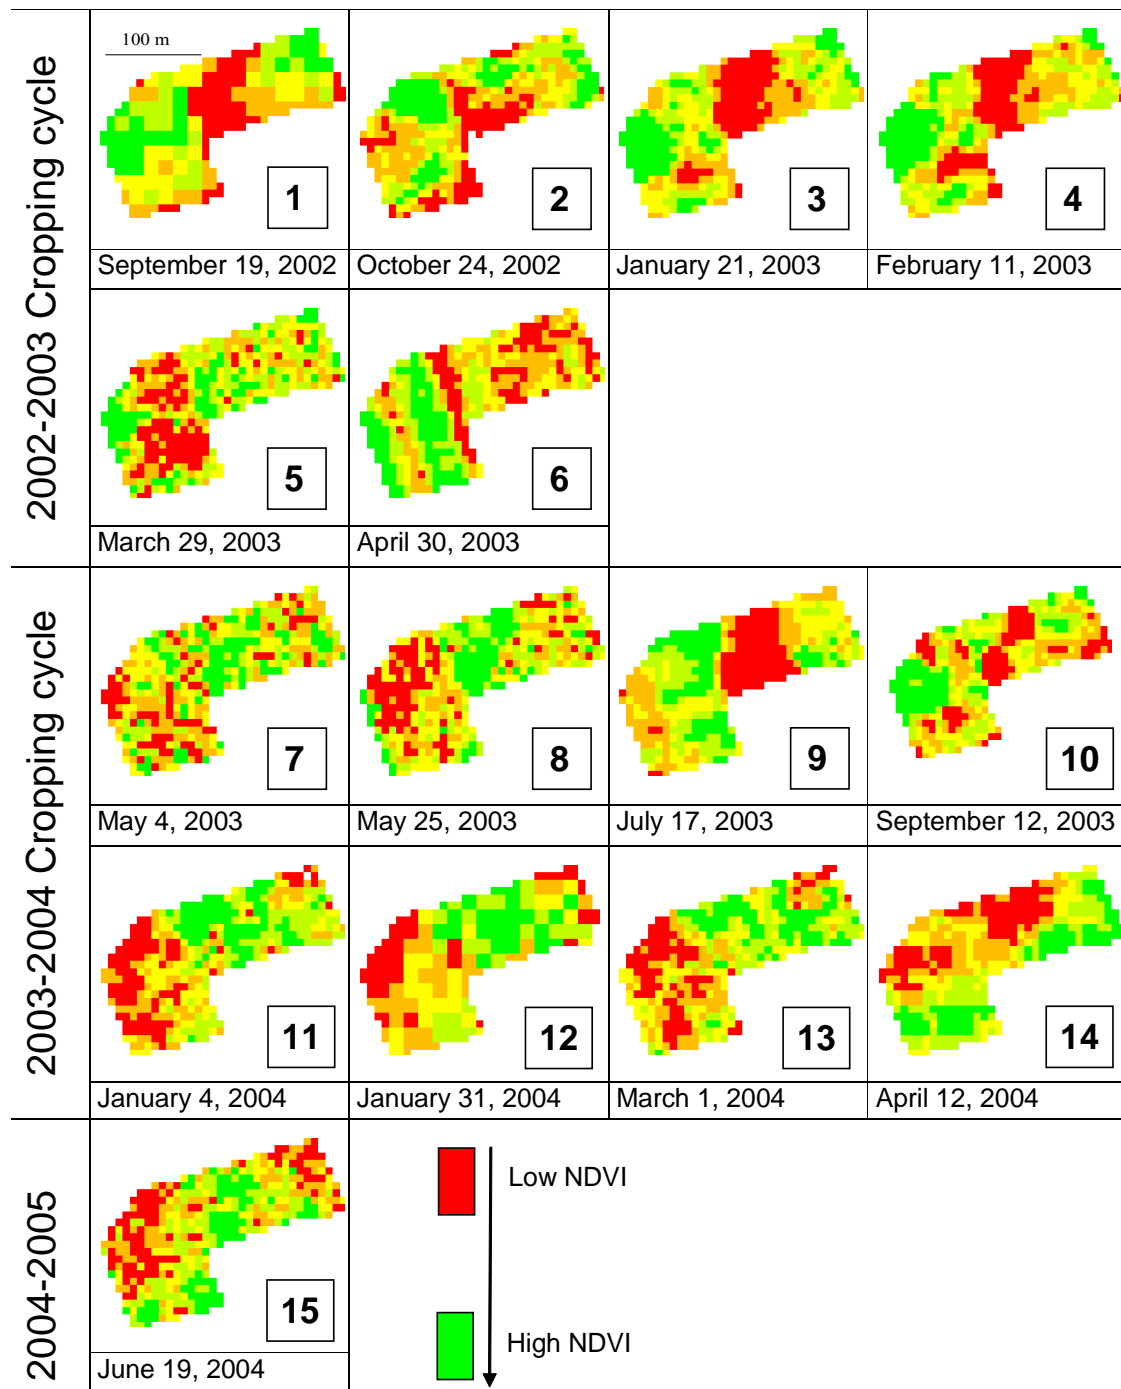 2002-2003 Cropping cycle
100 m
1
2
3
4
September 19, 2002
October 24, 2002
January 21, 2003
February 11, 2003
5
6
March 29, 2003
April 30, 2003
2003-2004 Cropping cycle
7
8
9
10
May 4, 2003
May 25, 2003
July 17, 2003
September 12, 2003
11
12
13
14
January 4, 2004
January 31, 2004
March 1, 2004
April 12, 2004
2004-2005
15
June 19, 2004
Low NDVI
High NDVI